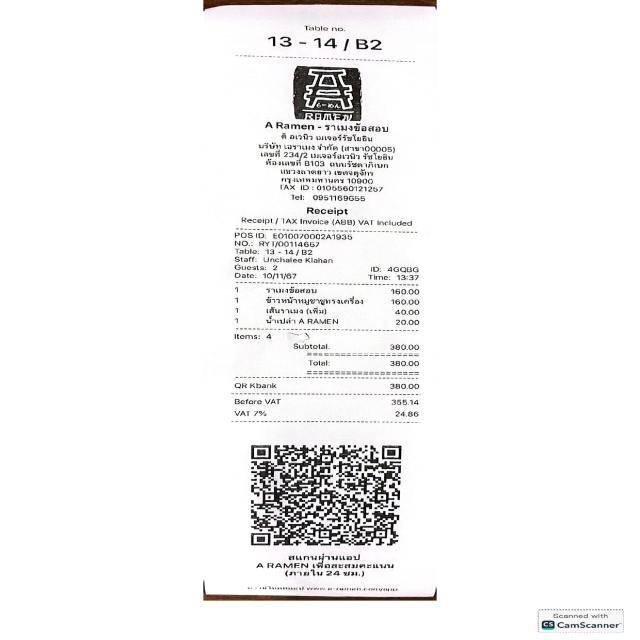 Table no.
13 - 14 / B2
A
らーめん
RAMEN
A Ramen - ราเมงข้อสอบ
ดิ อเวนิว เมเจอร์รัชโยธิน
บริษัท เอราเมง จำกัด (สาขา00005)
เลขที่ 234/2 เมเจอร์อเวนิว รัชโยธิน
ห้องเลขที่ B103 ถนนรัชดาภิเษก
แขวงลาดยาว เขตจตุจักร
กรุงเทพมหานคร 10900
TAX ID : 0105560121257
Tel: 0951169655
Receipt
Receipt / TAX Invoice (ABB) VAT Included
POS ID: E010070002A1935
NO.: RYT/00114657
Table: 13 - 14 / B2
Staff: Unchalee Klahan
Guests: 2 ID: 4GQBG
Date: 10/11/67 Time: 13:37
1 ราเมงข้อสอบ 160.00
1 ข้าวหน้าหมูชาชูทรงเครื่อง 160.00
1 เส้นราเมง (เพิ่ม) 40.00
1 น้ำเปล่า A RAMEN 20.00
Items: 4
Subtotal. 380.00
Total: 380.00
QR Kbank 380.00
Before VAT 355.14
VAT 7% 24.86
สแกนผ่านแอป
A RAMEN เพื่อสะสมคะแนน
(ภายใน 24 ชม.)
Scanned with
CS CamScanner